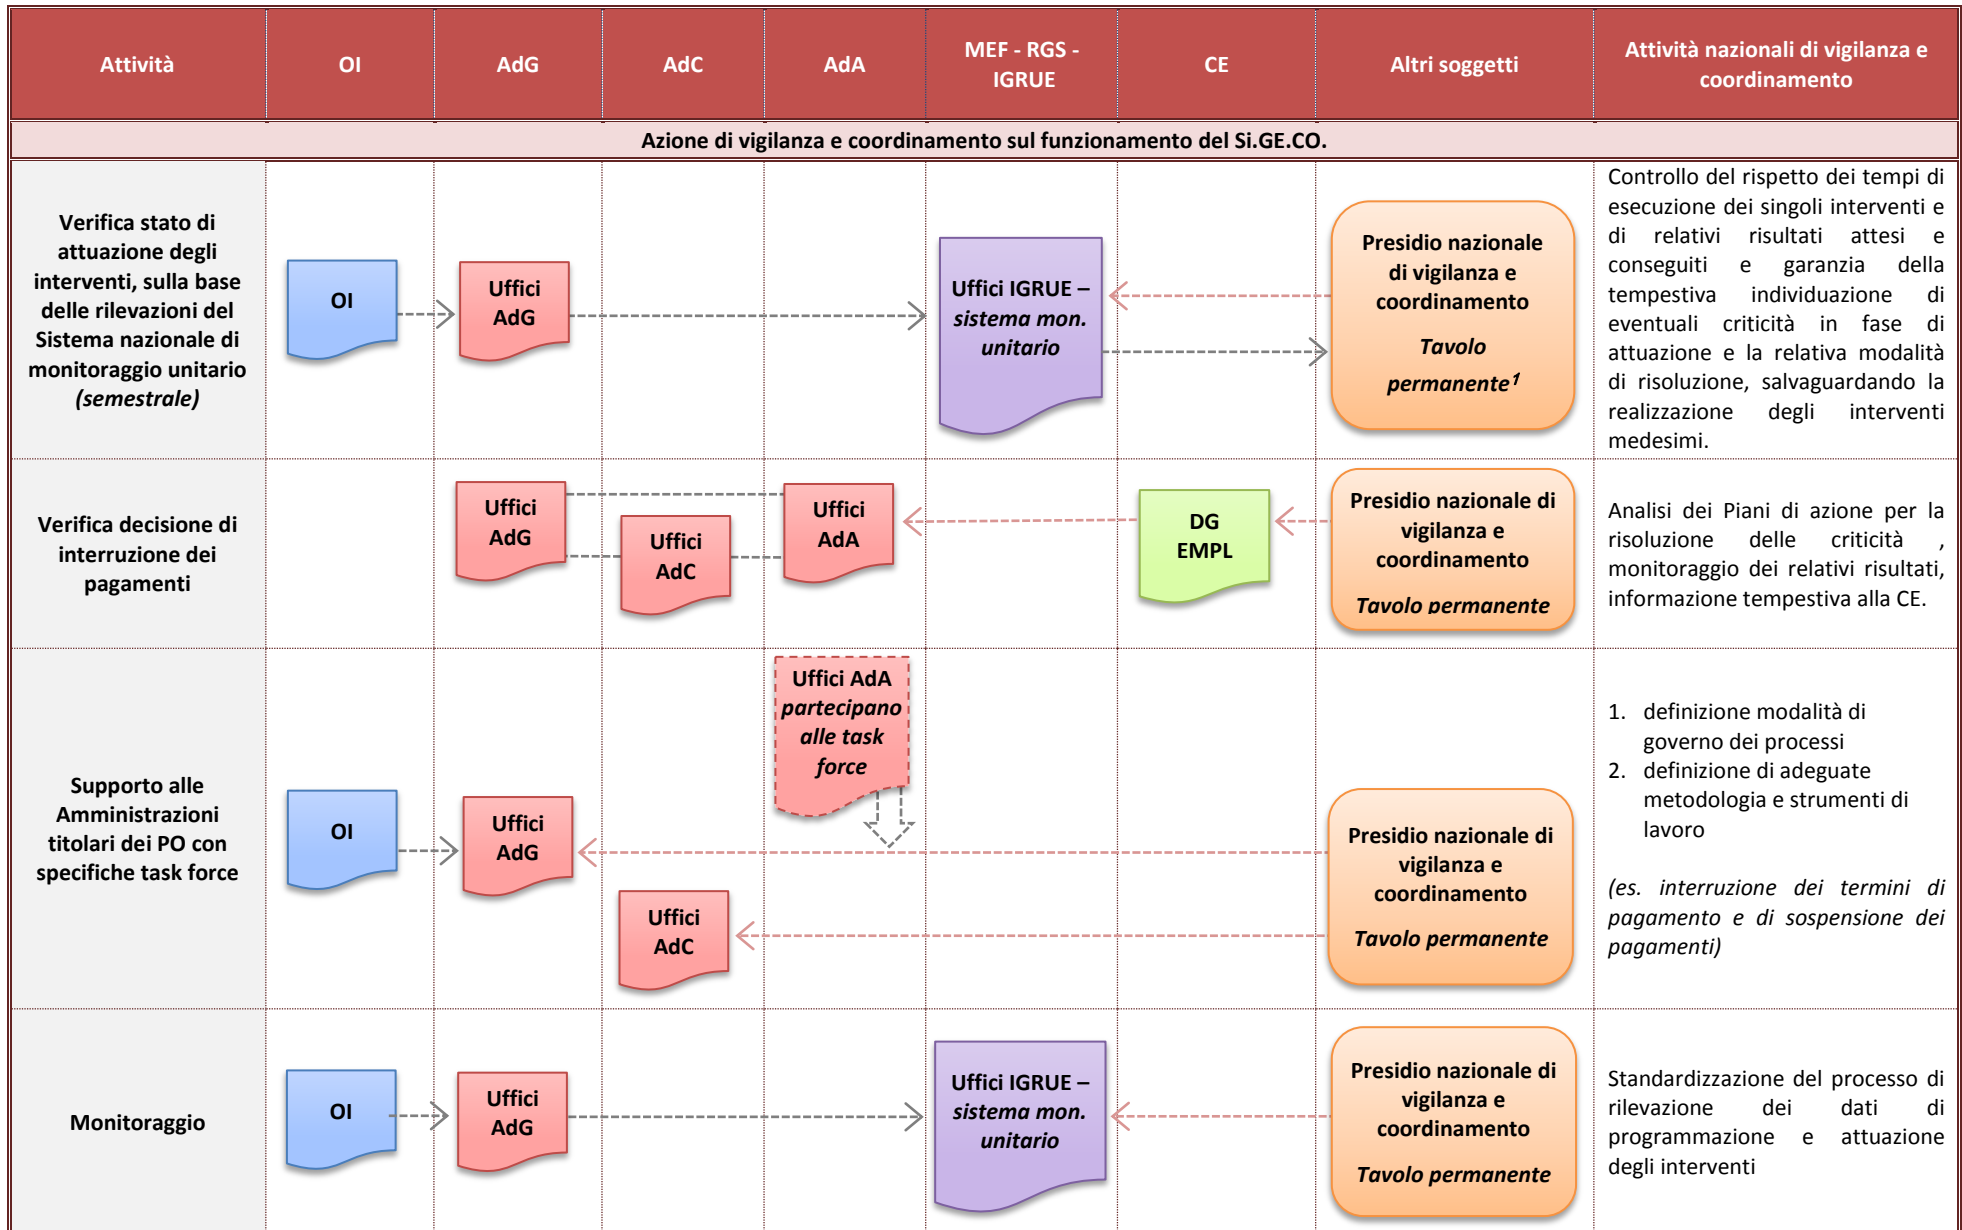 Attività
OI
AdG
AdC
AdA
MEF - RGS -
IGRUE
CE
Altri soggetti
Attività nazionali di vigilanza e
coordinamento
Azione di vigilanza e coordinamento sul funzionamento del Si.GE.CO.
Verifica stato di
attuazione degli
interventi, sulla base
delle rilevazioni del
Sistema nazionale di
monitoraggio unitario
(semestrale)
OI
Uffici
AdG
Uffici IGRUE –
sistema mon.
unitario
Presidio nazionale
di vigilanza e
coordinamento
Tavolo
permanente¹
Controllo del rispetto dei tempi di
esecuzione dei singoli interventi e
di relativi risultati attesi e
conseguiti e garanzia della
tempestiva individuazione di
eventuali criticità in fase di
attuazione e la relativa modalità
di risoluzione, salvaguardando la
realizzazione degli interventi
medesimi.
Verifica decisione di
interruzione dei
pagamenti
Uffici
AdG
Uffici
AdC
Uffici
AdA
DG
EMPL
Presidio nazionale di
vigilanza e
coordinamento
Tavolo permanente
Analisi dei Piani di azione per la
risoluzione delle criticità ,
monitoraggio dei relativi risultati,
informazione tempestiva alla CE.
Supporto alle
Amministrazioni
titolari dei PO con
specifiche task force
OI
Uffici
AdG
Uffici
AdC
Uffici AdA
partecipano
alle task
force
Presidio nazionale di
vigilanza e
coordinamento
Tavolo permanente
1. definizione modalità di
governo dei processi
2. definizione di adeguate
metodologia e strumenti di
lavoro
(es. interruzione dei termini di
pagamento e di sospensione dei
pagamenti)
Monitoraggio
OI
Uffici
AdG
Uffici IGRUE –
sistema mon.
unitario
Presidio nazionale di
vigilanza e
coordinamento
Tavolo permanente
Standardizzazione del processo di
rilevazione dei dati di
programmazione e attuazione
degli interventi